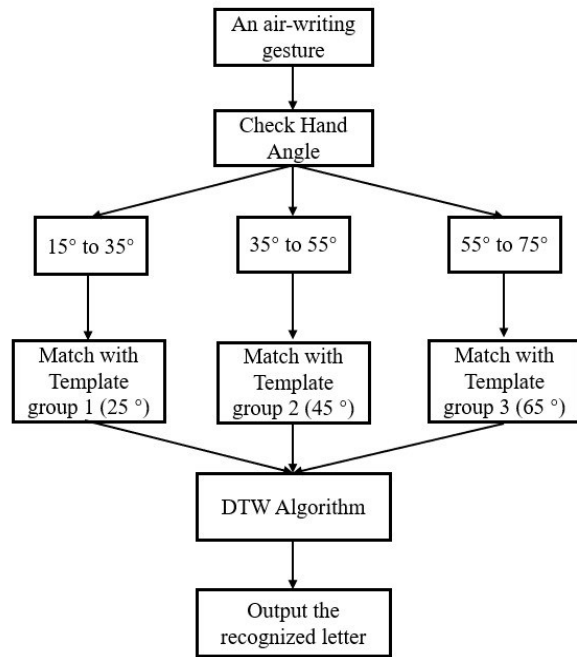 An air-writing
gesture
Check Hand
Angle
15° to 35°
35° to 55°
55° to 75°
Match with
Template
group 1 (25 °)
Match with
Template
group 2 (45 °)
Match with
Template
group 3 (65 °)
DTW Algorithm
Output the
recognized letter